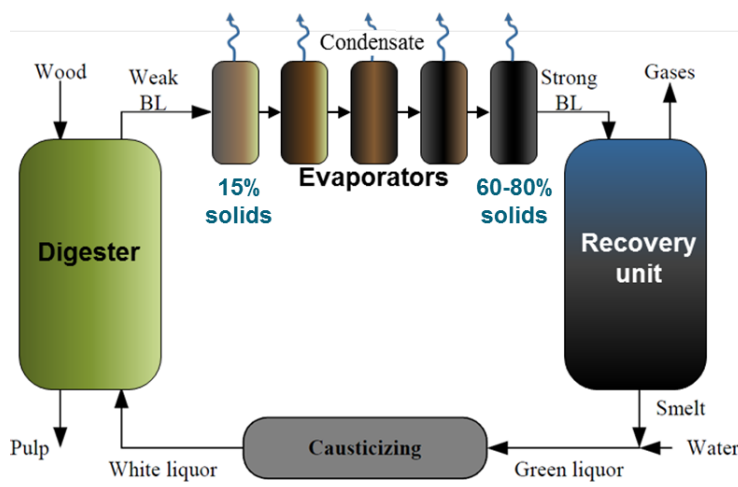 Condensate
Wood
Weak
BL
Strong
BL
Gases
Evaporators
15%
solids
60-80%
solids
Digester
Recovery
unit
Smelt
Pulp
Causticizing
Water
White liquor
Green liquor